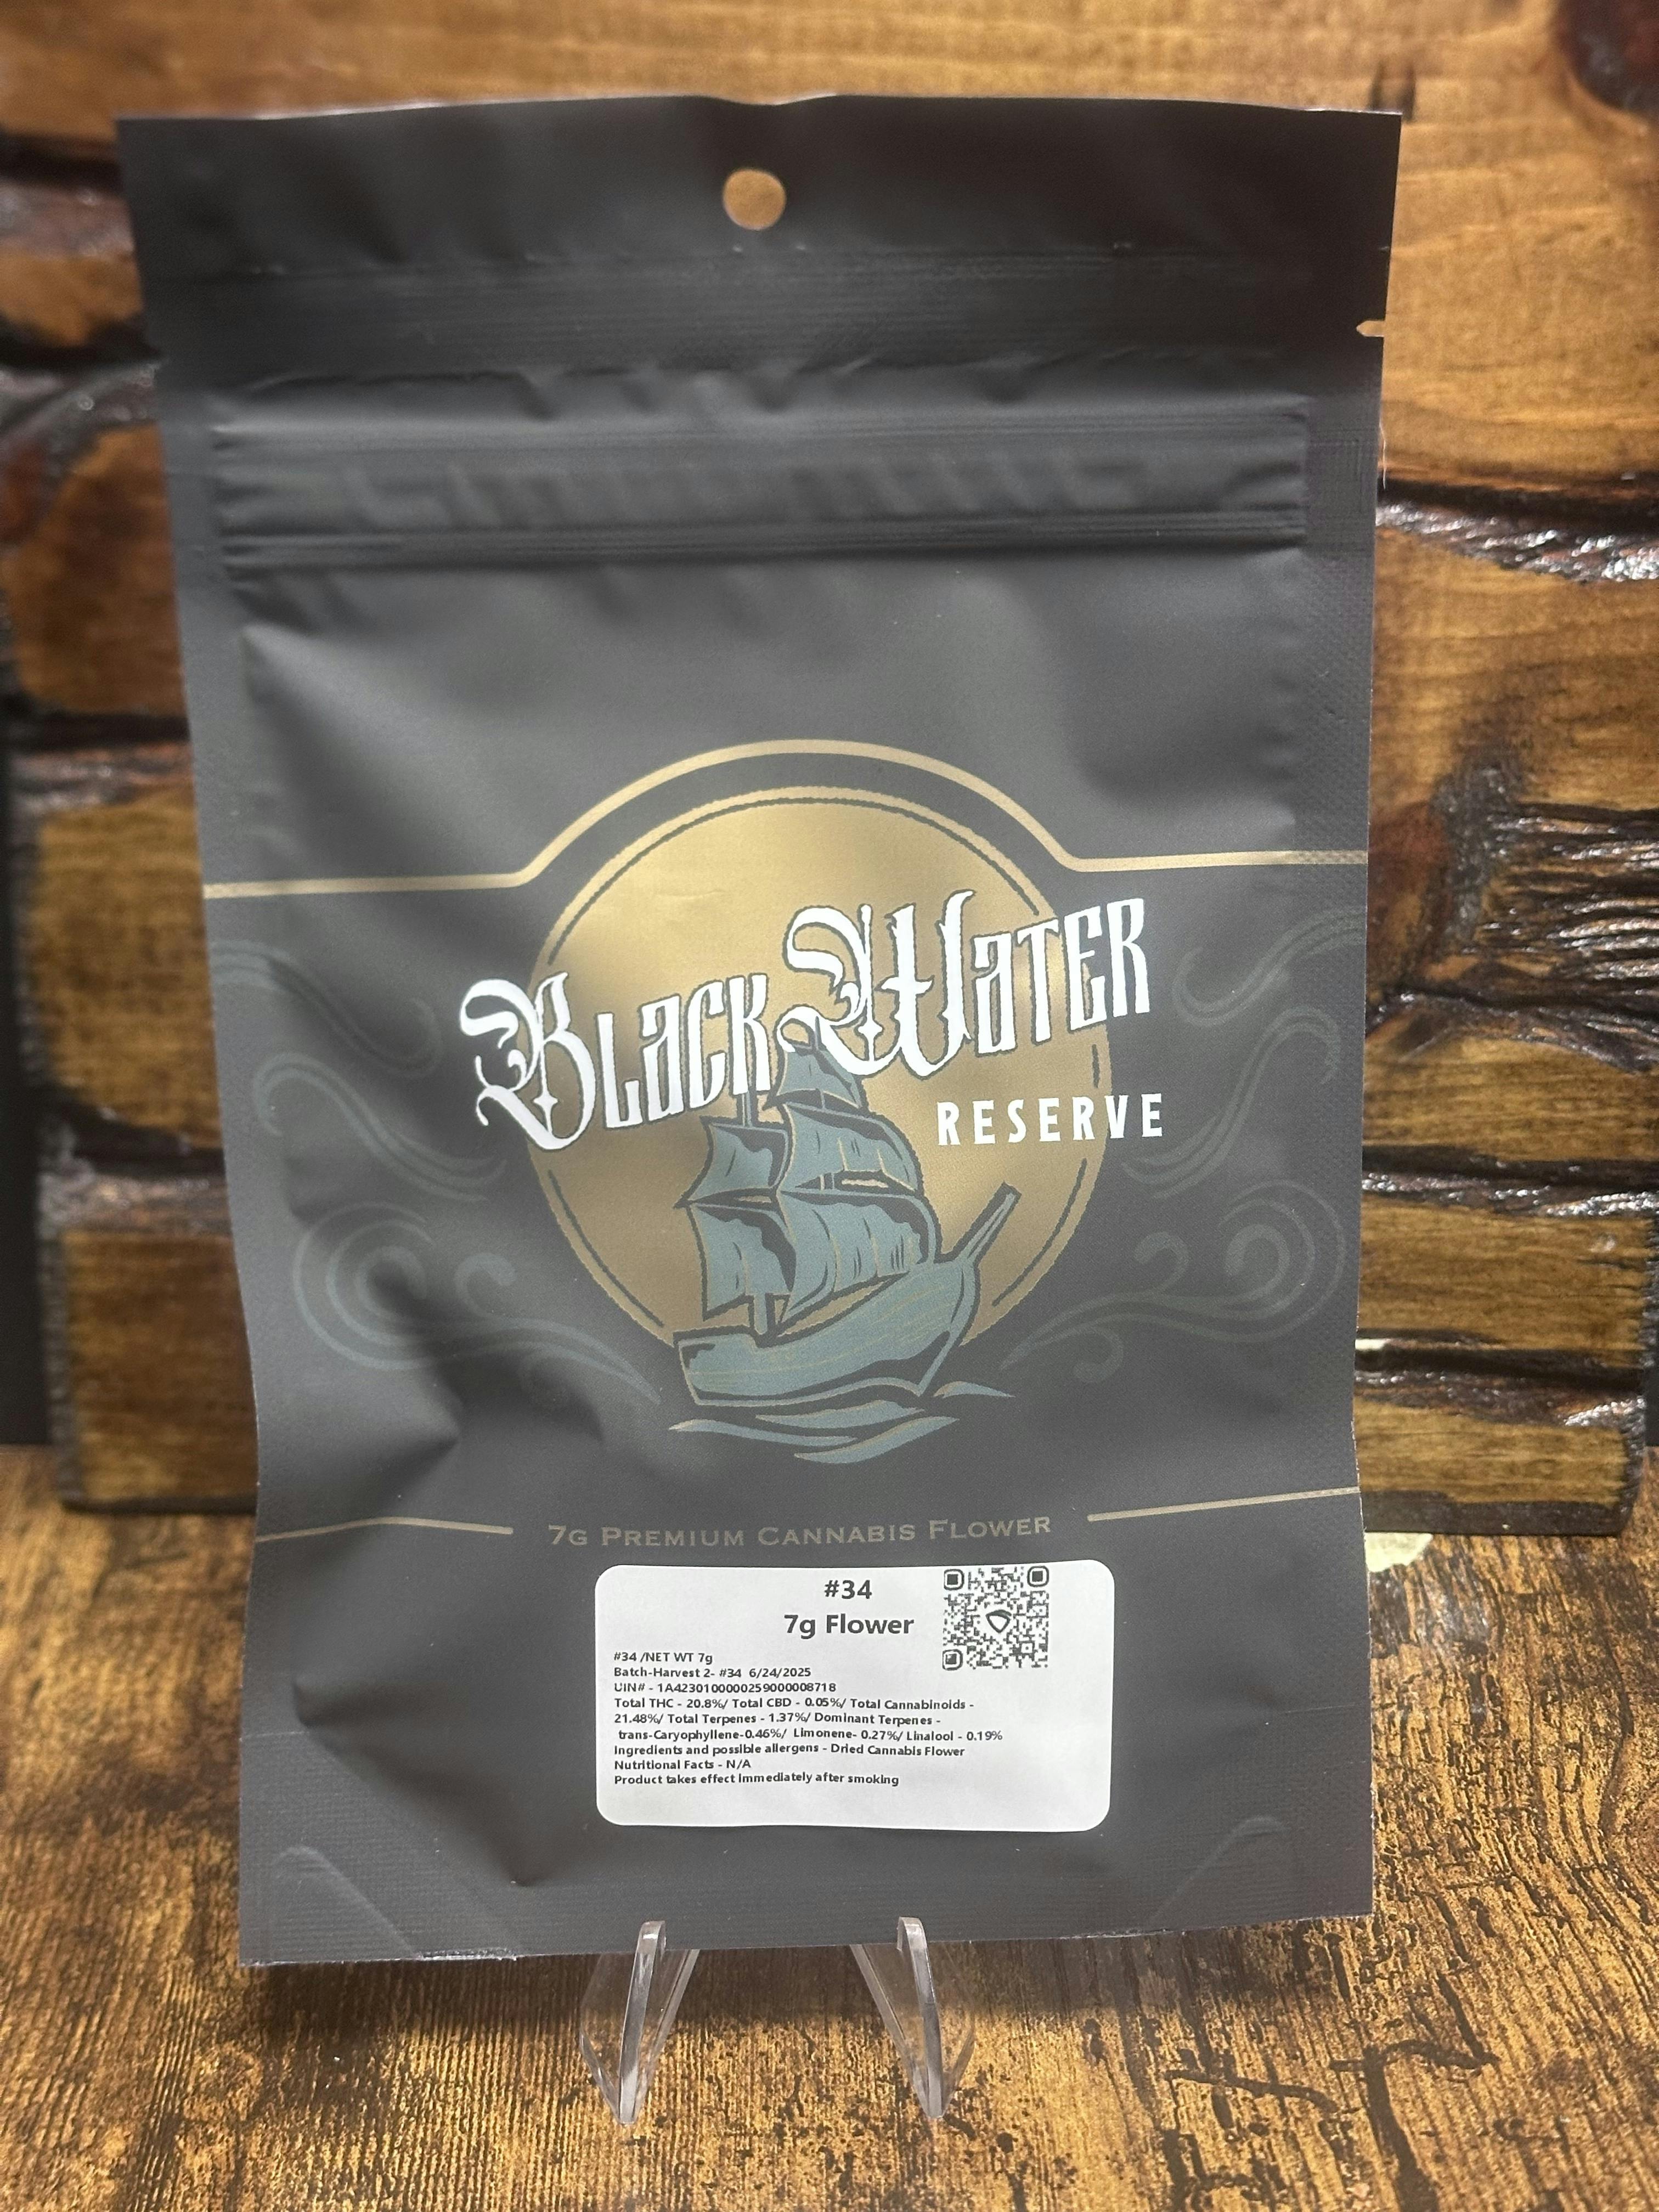 Black Water
RESERVE
7G PREMIUM CANNABIS FLOWER
#34
7g Flower
#34 /NET WT 7g
Batch-Harvest 2- #34 6/24/2025
UIN# - 1A4230100000259000008718
Total THC - 20.8%/ Total CBD - 0.05%/ Total Cannabinoids -
21.48%/ Total Terpenes - 1.37%/ Dominant Terpenes -
trans-Caryophyllene-0.46%/ Limonene- 0.27%/ Linalool - 0.19%
Ingredients and possible allergens - Dried Cannabis Flower
Nutritional Facts - N/A
Product takes effect immediately after smoking